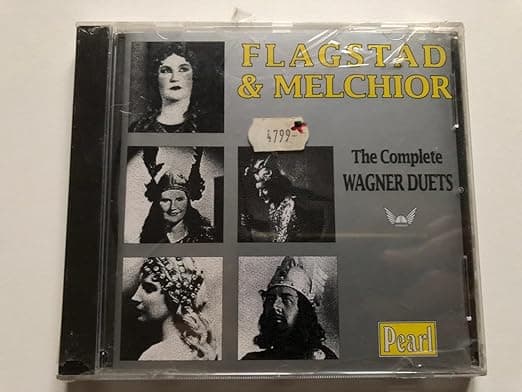 FLAGSTAD
& MELCHIOR
4799-
The Complete
WAGNER DUETS
Pearl